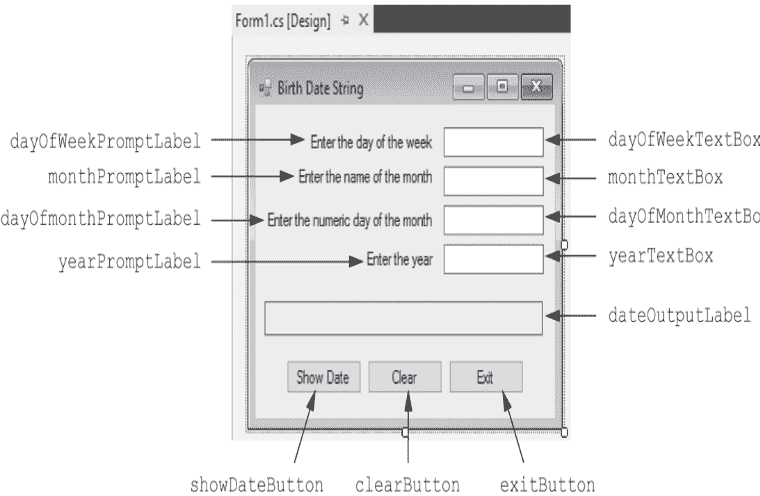 Form1.cs [Design]
Birth Date String
dayOfWeekPromptLabel Enter the day of the week dayOfWeekTextBox
monthPromptLabel Enter the name of the month monthTextBox
dayOfmonthPromptLabel Enter the numeric day of the month dayOfMonthTextBo
yearPromptLabel Enter the year yearTextBox
dateOutputLabel
Show Date Clear Exit
showDateButton clearButton exitButton